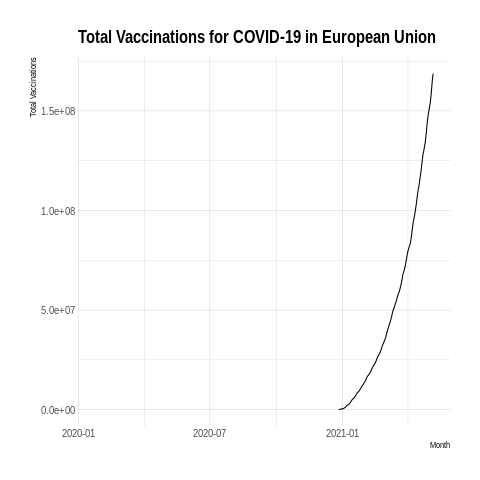 Total Vaccinations for COVID-19 in European Union
Total Vaccinations
1.5e+08
1.0e+08
5.0e+07
0.0e+00
2020-01
2020-07
2021-01
Month